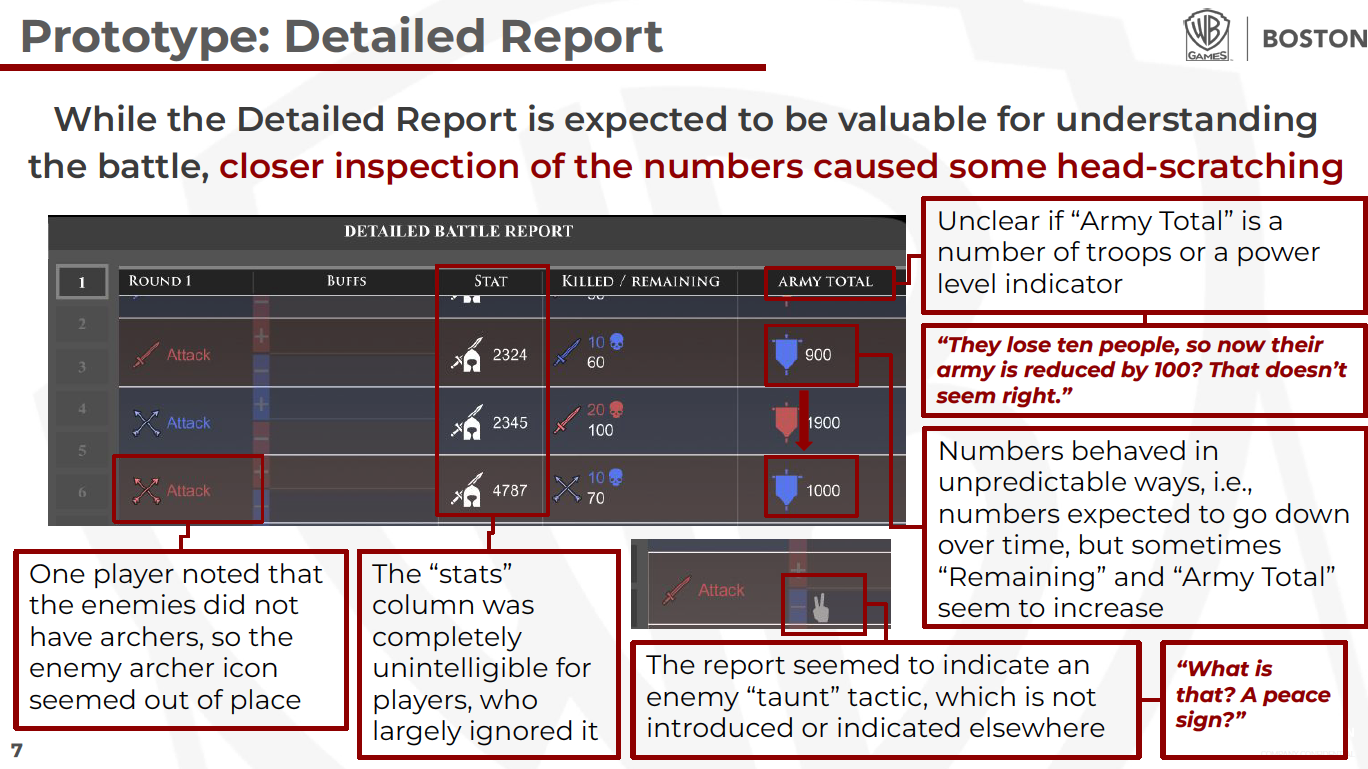 Prototype: Detailed Report
WB
GAMES
BOSTON
While the Detailed Report is expected to be valuable for understanding
the battle, closer inspection of the numbers caused some head-scratching
DETAILED BATTLE REPORT
1 ROUND 1 BUFFS STAT KILLED / REMAINING ARMY TOTAL
2
3
4
5
6
Attack 2324 10 900
60
Attack 2345 20 1900
100
Attack 4787 10 1000
70
Unclear if “Army Total” is a
number of troops or a power
level indicator
“They lose ten people, so now their
army is reduced by 100? That doesn’t
seem right.”
Numbers behaved in
unpredictable ways, i.e.,
numbers expected to go down
over time, but sometimes
“Remaining” and “Army Total”
seem to increase
One player noted that
the enemies did not
have archers, so the
enemy archer icon
seemed out of place
The “stats”
column was
completely
unintelligible for
players, who
largely ignored it
Attack
The report seemed to indicate an
enemy “taunt” tactic, which is not
introduced or indicated elsewhere
“What is
that? A peace
sign?”
7